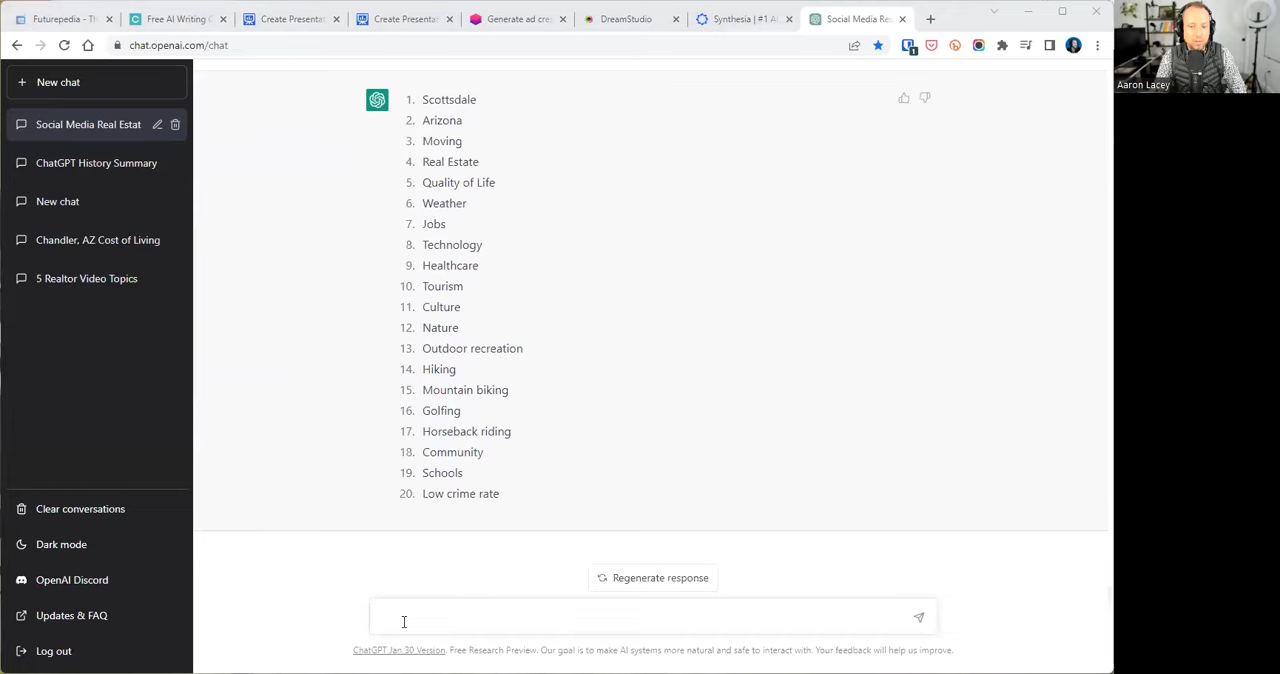 Futurepedia - Th
Free AI Writing
Create Presenta
Create Presenta
Generate ad cre
DreamStudio
Synthesia | #1 A
Social Media Re
chat.openai.com/chat
Aaron Lacey
New chat
Social Media Real Estat
ChatGPT History Summary
New chat
Chandler, AZ Cost of Living
5 Realtor Video Topics
Clear conversations
Dark mode
OpenAI Discord
Updates & FAQ
Log out
1. Scottsdale
2. Arizona
3. Moving
4. Real Estate
5. Quality of Life
6. Weather
7. Jobs
8. Technology
9. Healthcare
10. Tourism
11. Culture
12. Nature
13. Outdoor recreation
14. Hiking
15. Mountain biking
16. Golfing
17. Horseback riding
18. Community
19. Schools
20. Low crime rate
Regenerate response
ChatGPT Jan 30 Version. Free Research Preview. Our goal is to make AI systems more natural and safe to interact with. Your feedback will help us improve.